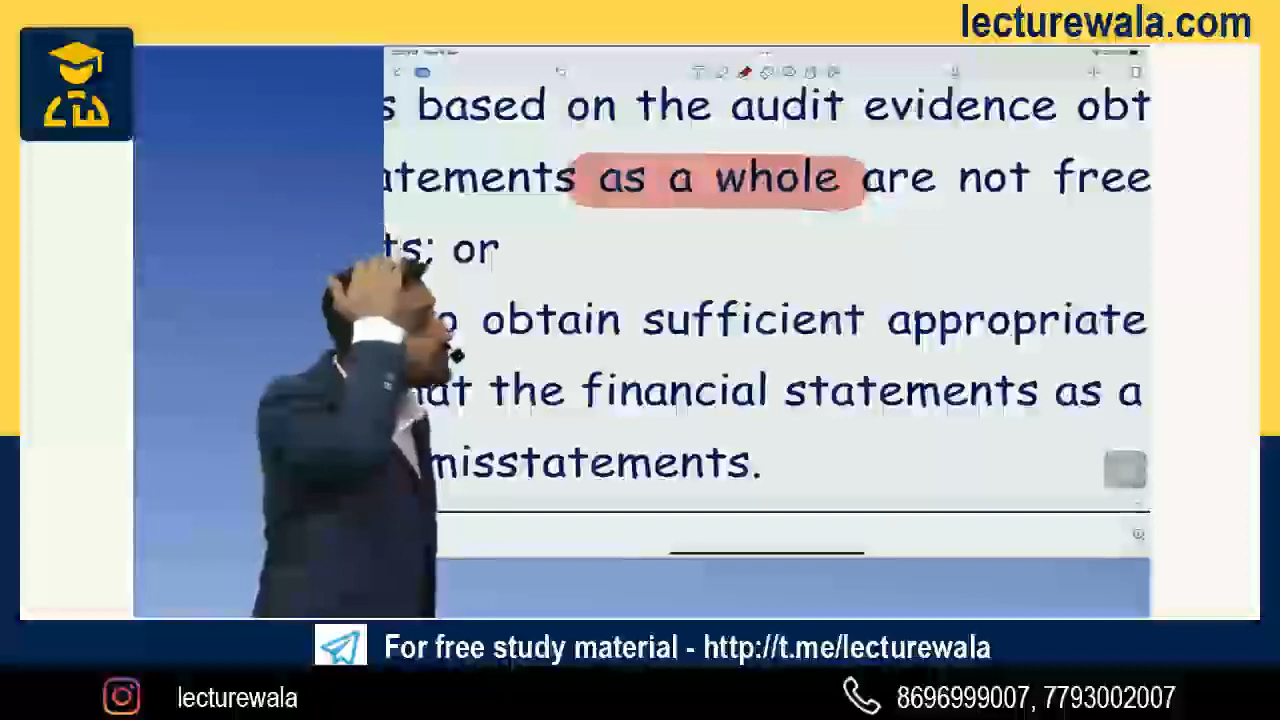 lecturewala.com
s based on the audit evidence obt
atements as a whole are not free
ts; or
o obtain sufficient appropriate
hat the financial statements as a
misstatements.
For free study material - http://t.me/lecturewala
lecturewala
8696999007, 7793002007